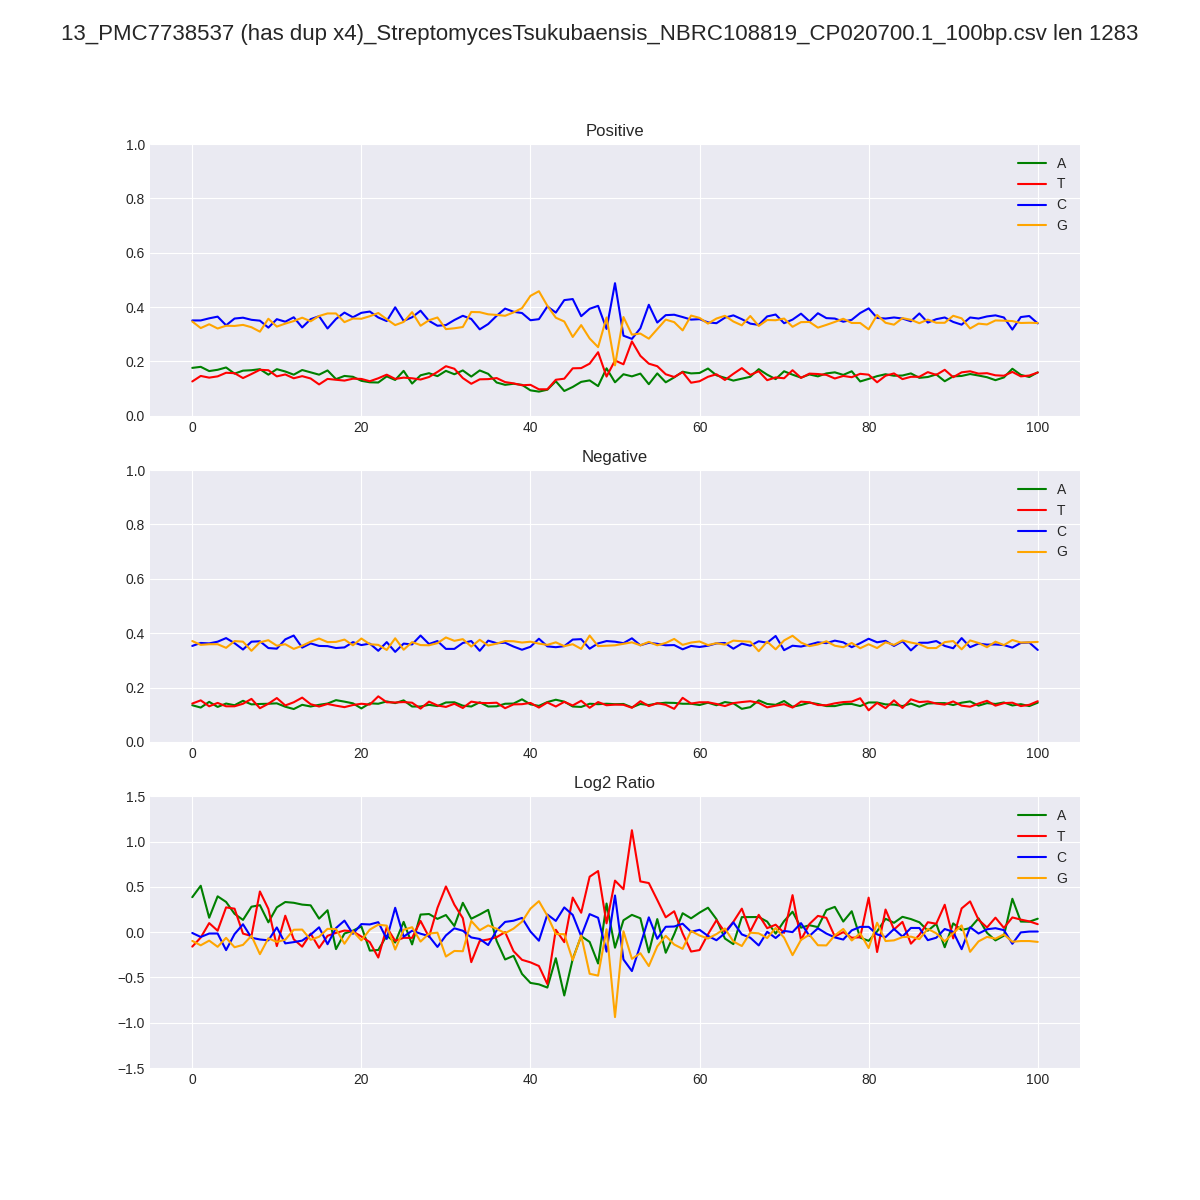 13_PMC7738537 (has dup x4)_StreptomycesTsukubaensis_NBRC108819_CP020700.1_100bp.csv len 1283
Positive
1.0
0.8
0.6
0.4
0.2
0.0
A
T
C
G
0 20 40 60 80 100
Negative
1.0
0.8
0.6
0.4
0.2
0.0
A
T
C
G
0 20 40 60 80 100
Log2 Ratio
1.5
1.0
0.5
0.0
−0.5
−1.0
−1.5
A
T
C
G
0 20 40 60 80 100